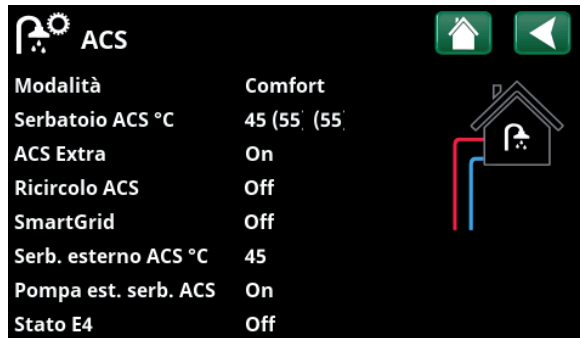 ACS
Modalità Comfort
Serbatoio ACS °C 45 (55 (55
ACS Extra On
Ricircolo ACS Off
SmartGrid Off
Serb. esterno ACS °C 45
Pompa est. serb. ACS On
Stato E4 Off